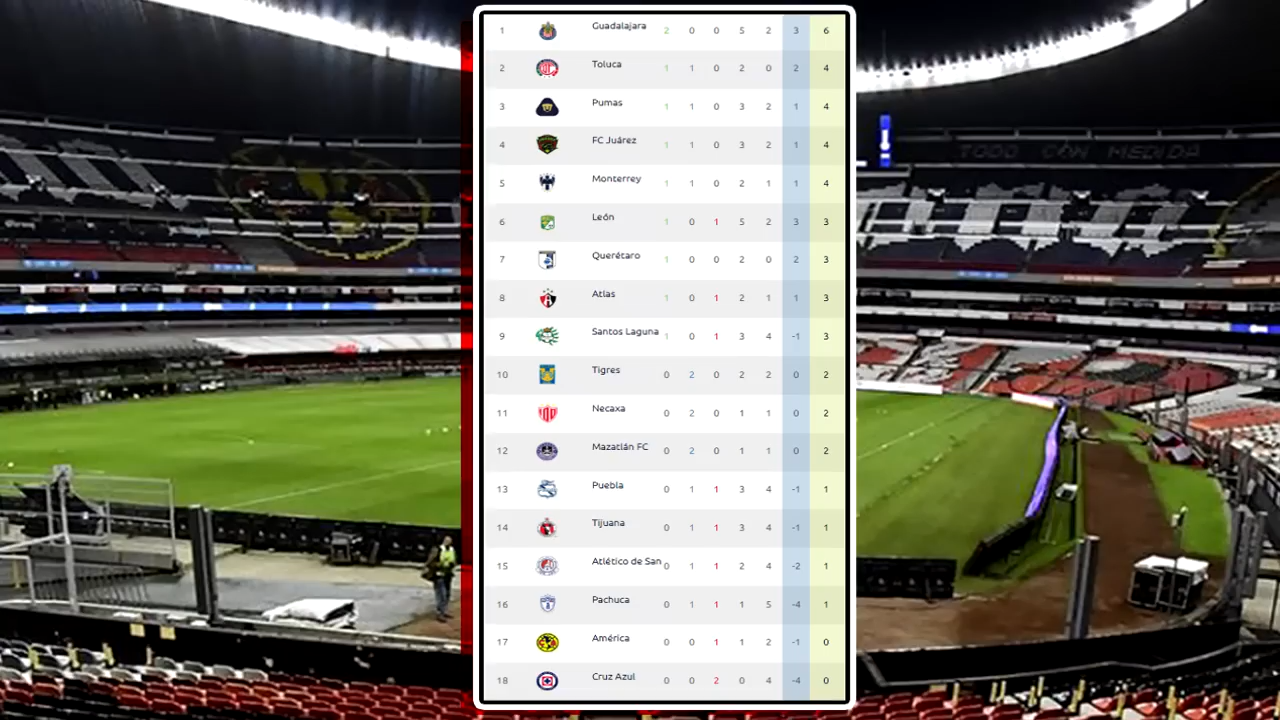 1 Guadalajara 2 0 0 5 2 3 6
2 Toluca 1 1 0 2 0 2 4
3 Pumas 1 1 0 3 2 1 4
4 FC Juárez 1 1 0 3 2 1 4
5 Monterrey 1 1 0 2 1 1 4
6 León 1 0 1 5 2 3 3
7 Querétaro 1 0 0 2 0 2 3
8 Atlas 1 0 1 2 1 1 3
9 Santos Laguna 1 0 1 3 4 -1 3
10 Tigres 0 2 0 2 2 0 2
11 Necaxa 0 2 0 1 1 0 2
12 Mazatlán FC 0 2 0 1 1 0 2
13 Puebla 0 1 1 3 4 -1 1
14 Tijuana 0 1 1 3 4 -1 1
15 Atlético de San 0 1 1 2 4 -2 1
16 Pachuca 0 1 1 1 5 -4 1
17 América 0 0 1 1 2 -1 0
18 Cruz Azul 0 0 2 0 4 -4 0
TODO CON MEDIDA